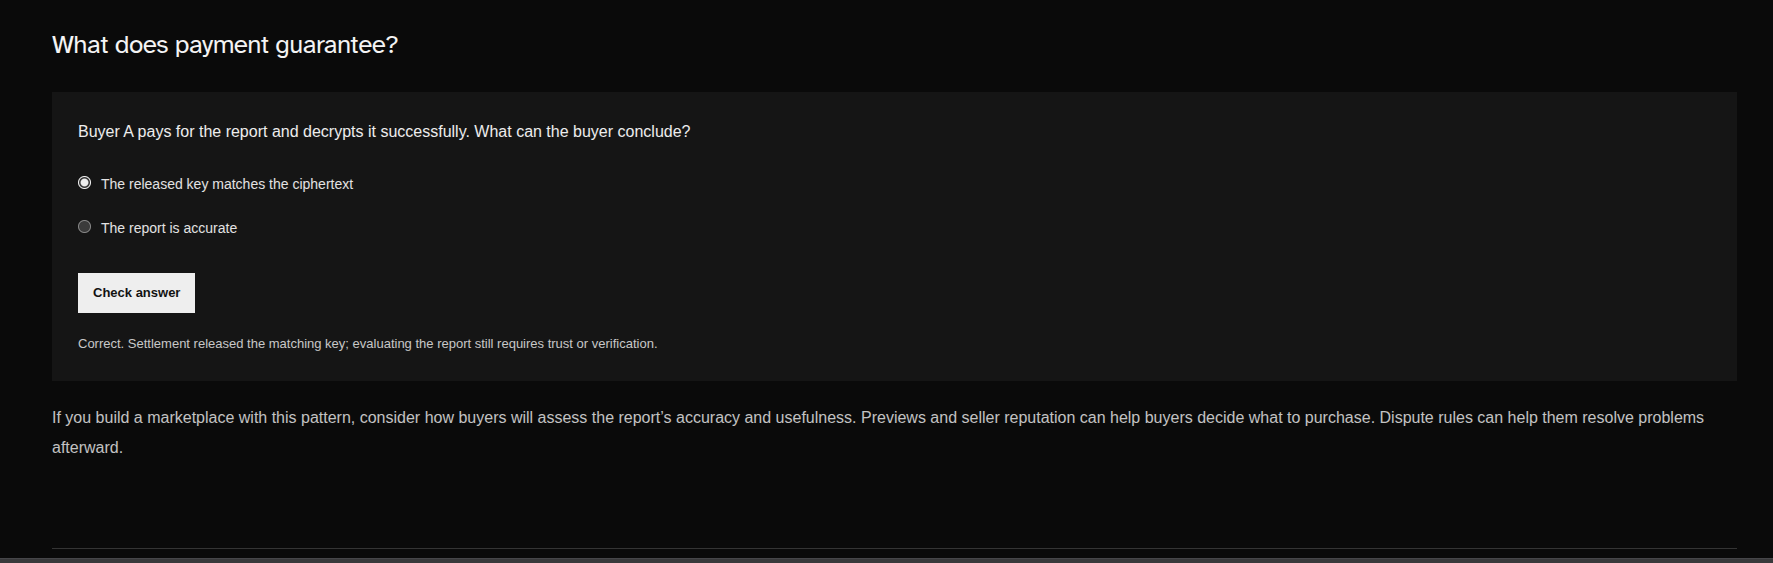 What does payment guarantee?
Buyer A pays for the report and decrypts it successfully. What can the buyer conclude?
The released key matches the ciphertext
The report is accurate
Check answer
Correct. Settlement released the matching key; evaluating the report still requires trust or verification.
If you build a marketplace with this pattern, consider how buyers will assess the report’s accuracy and usefulness. Previews and seller reputation can help buyers decide what to purchase. Dispute rules can help them resolve problems
afterward.